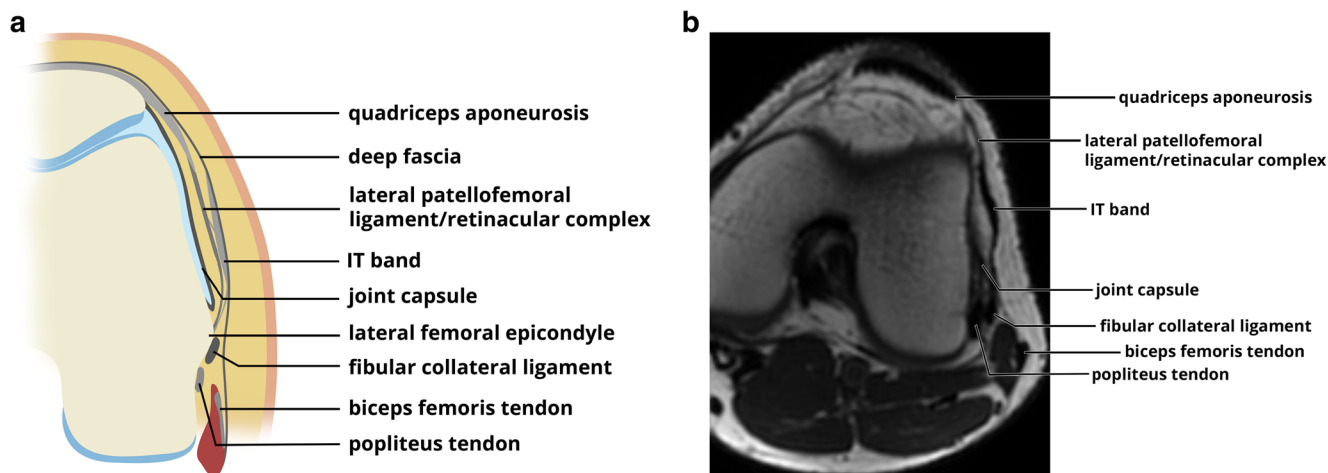 a
quadriceps aponeurosis
deep fascia
lateral patellofemoral
ligament/retinacular complex
IT band
joint capsule
lateral femoral epicondyle
fibular collateral ligament
biceps femoris tendon
popliteus tendon
b
quadriceps aponeurosis
lateral patellofemoral
ligament/retinacular complex
IT band
joint capsule
fibular collateral ligament
biceps femoris tendon
popliteus tendon